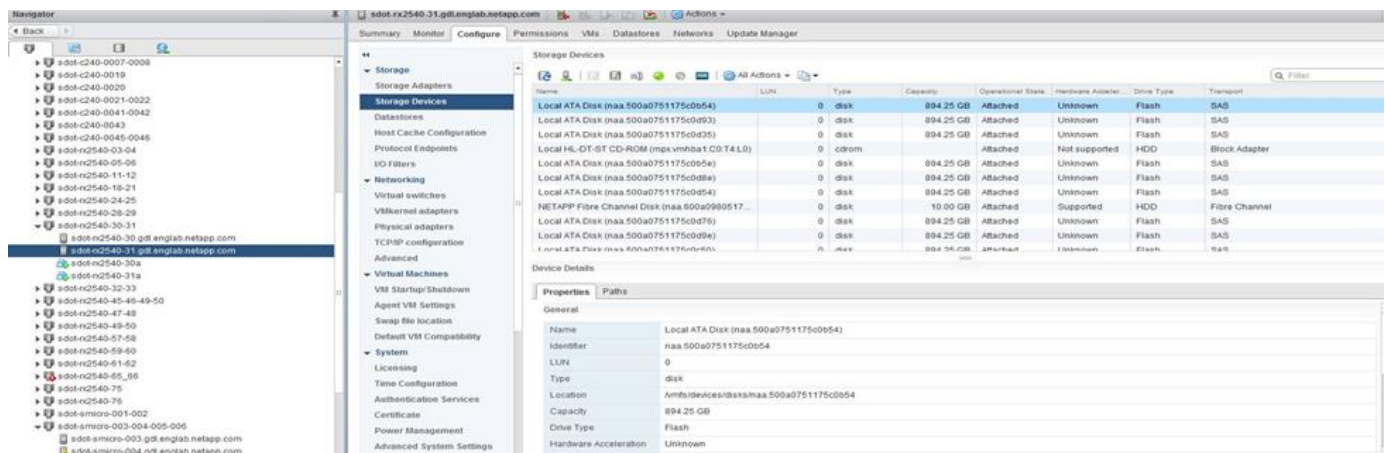 Navigator
Back
sdot-c240-0007-0008
sdot-c240-0019
sdot-c240-0020
sdot-c240-0021-0022
sdot-c240-0041-0042
sdot-c240-0043
sdot-c240-0045-0046
sdot-rx2540-03-04
sdot-rx2540-05-06
sdot-rx2540-11-12
sdot-rx2540-18-21
sdot-rx2540-24-25
sdot-rx2540-28-29
sdot-rx2540-30-31
sdot-rx2540-30.gdl.englab.netapp.com
sdot-rx2540-31.gdl.englab.netapp.com
sdot-rx2540-30a
sdot-rx2540-31a
sdot-rx2540-32-33
sdot-rx2540-45-46-49-50
sdot-rx2540-47-48
sdot-rx2540-49-50
sdot-rx2540-57-58
sdot-rx2540-59-60
sdot-rx2540-61-62
sdot-rx2540-65_66
sdot-rx2540-75
sdot-rx2540-76
sdot-smicro-001-002
sdot-smicro-003-004-005-006
sdot-smicro-003.gdl.englab.netapp.com
sdot-smicro-004.gdl.englab.netapp.com
sdot-rx2540-31.gdl.englab.netapp.com Actions
Summary Monitor Configure Permissions VMs Datastores Networks Update Manager
Storage
Storage Adapters
Storage Devices
Datastores
Host Cache Configuration
Protocol Endpoints
I/O Filters
Networking
Virtual switches
VMkernel adapters
Physical adapters
TCP/IP configuration
Advanced
Virtual Machines
VM Startup/Shutdown
Agent VM Settings
Swap file location
Default VM Compatibility
System
Licensing
Time Configuration
Authentication Services
Certificate
Power Management
Advanced System Settings
Storage Devices
All Actions Filter
Name LUN Type Capacity Operational State Hardware Acceler... Drive Type Transport
Local ATA Disk (naa.500a0751175c0b54) 0 disk 894.25 GB Attached Unknown Flash SAS
Local ATA Disk (naa.500a0751175c0d93) 0 disk 894.25 GB Attached Unknown Flash SAS
Local ATA Disk (naa.500a0751175c0d35) 0 disk 894.25 GB Attached Unknown Flash SAS
Local HL-DT-ST CD-ROM (mpx.vmhba1:C0:T4:L0) 0 cdrom Attached Not supported HDD Block Adapter
Local ATA Disk (naa.500a0751175c0b5e) 0 disk 894.25 GB Attached Unknown Flash SAS
Local ATA Disk (naa.500a0751175c0d8e) 0 disk 894.25 GB Attached Unknown Flash SAS
Local ATA Disk (naa.500a0751175c0d54) 0 disk 894.25 GB Attached Unknown Flash SAS
NETAPP Fibre Channel Disk (naa.600a0980517... 0 disk 10.00 GB Attached Supported HDD Fibre Channel
Local ATA Disk (naa.500a0751175c0d76) 0 disk 894.25 GB Attached Unknown Flash SAS
Local ATA Disk (naa.500a0751175c0d9e) 0 disk 894.25 GB Attached Unknown Flash SAS
Local ATA Disk 0 disk 894.25 GB Attached Unknown Flash SAS
Device Details
Properties Paths
General
Name Local ATA Disk (naa.500a0751175c0b54)
Identifier naa.500a0751175c0b54
LUN 0
Type disk
Location /vmfs/devices/disks/naa.500a0751175c0b54
Capacity 894.25 GB
Drive Type Flash
Hardware Acceleration Unknown